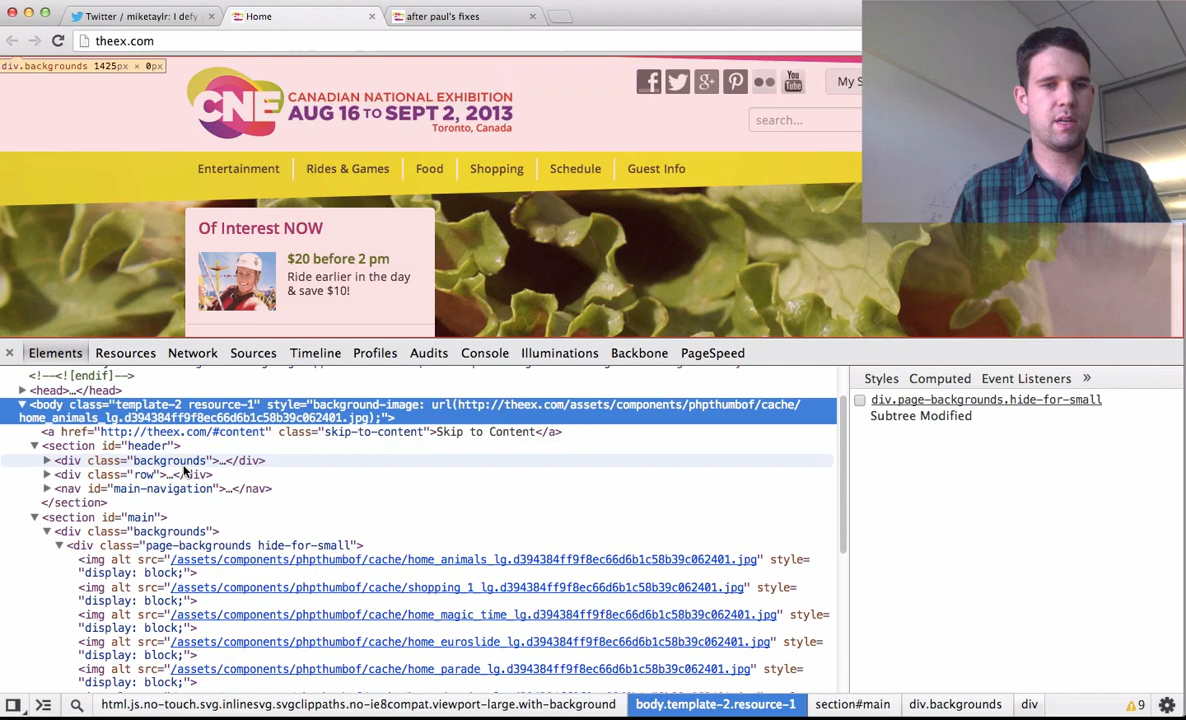 Twitter / miketaylr: I defy
Home
after paul's fixes
theex.com
div.backgrounds 1425px × 0px
CNE
CANADIAN NATIONAL EXHIBITION
AUG 16 TO SEPT 2, 2013
Toronto, Canada
You
My S
search...
Entertainment
Rides & Games
Food
Shopping
Schedule
Guest Info
Of Interest NOW
$20 before 2 pm
Ride earlier in the day
& save $10!
Elements
Resources
Network
Sources
Timeline
Profiles
Audits
Console
Illuminations
Backbone
PageSpeed
<!--<![endif]-->
<head>…</head>
<body class="template-2 resource-1" style="background-image: url(http://theex.com/assets/components/phpthumbof/cache/
home_animals_lg.d394384ff9f8ec66d6b1c58b39c062401.jpg);">
<a href="http://theex.com/#content" class="skip-to-content">Skip to Content</a>
<section id="header">
<div class="backgrounds">…</div>
<div class="row">…</div>
<nav id="main-navigation">…</nav>
</section>
<section id="main">
<div class="backgrounds">
<div class="page-backgrounds hide-for-small">
<img alt src="/assets/components/phpthumbof/cache/home_animals_lg.d394384ff9f8ec66d6b1c58b39c062401.jpg" style=
"display: block;">
<img alt src="/assets/components/phpthumbof/cache/shopping_1_lg.d394384ff9f8ec66d6b1c58b39c062401.jpg" style=
"display: block;">
<img alt src="/assets/components/phpthumbof/cache/home_magic_time_lg.d394384ff9f8ec66d6b1c58b39c062401.jpg" style=
"display: block;">
<img alt src="/assets/components/phpthumbof/cache/home_euroslide_lg.d394384ff9f8ec66d6b1c58b39c062401.jpg" style=
"display: block;">
<img alt src="/assets/components/phpthumbof/cache/home_parade_lg.d394384ff9f8ec66d6b1c58b39c062401.jpg" style=
"display: block;">
Styles
Computed
Event Listeners
»
div.page-backgrounds.hide-for-small
Subtree Modified
html.js.no-touch.svg.inlinesvg.svgclippaths.no-ie8compat.viewport-large.with-background
body.template-2.resource-1
section#main
div.backgrounds
div
9